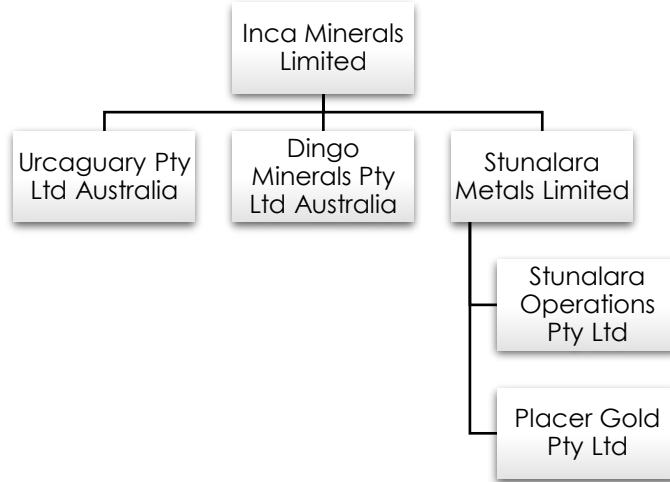 Inca Minerals
Limited
Urcaguary Pty
Ltd Australia
Dingo
Minerals Pty
Ltd Australia
Stunalara
Metals Limited
Stunalara
Operations
Pty Ltd
Placer Gold
Pty Ltd